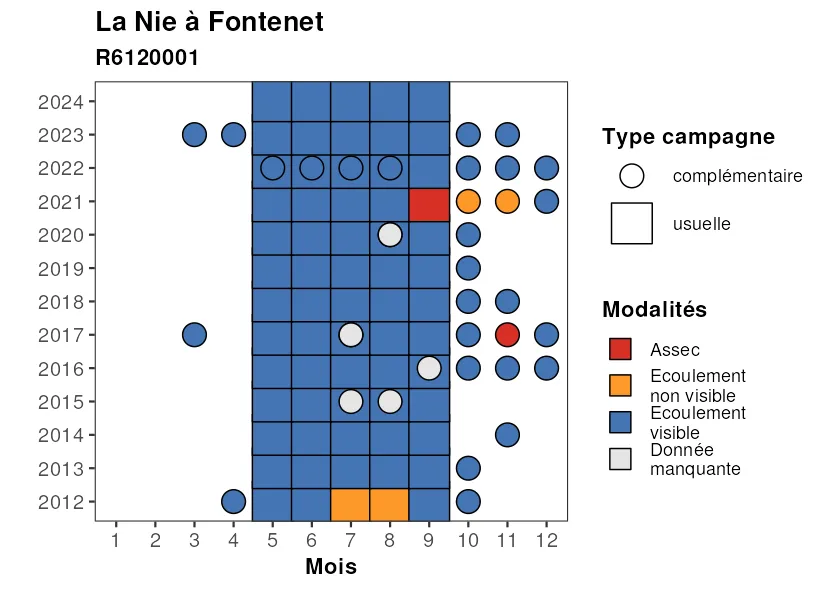 La Nie à Fontenet
R6120001
2024
2023
2022
2021
2020
2019
2018
2017
2016
2015
2014
2013
2012
1 2 3 4 5 6 7 8 9 10 11 12
Mois
Type campagne
complémentaire
usuelle
Modalités
Assec
Ecoulement
non visible
Ecoulement
visible
Donnée
manquante